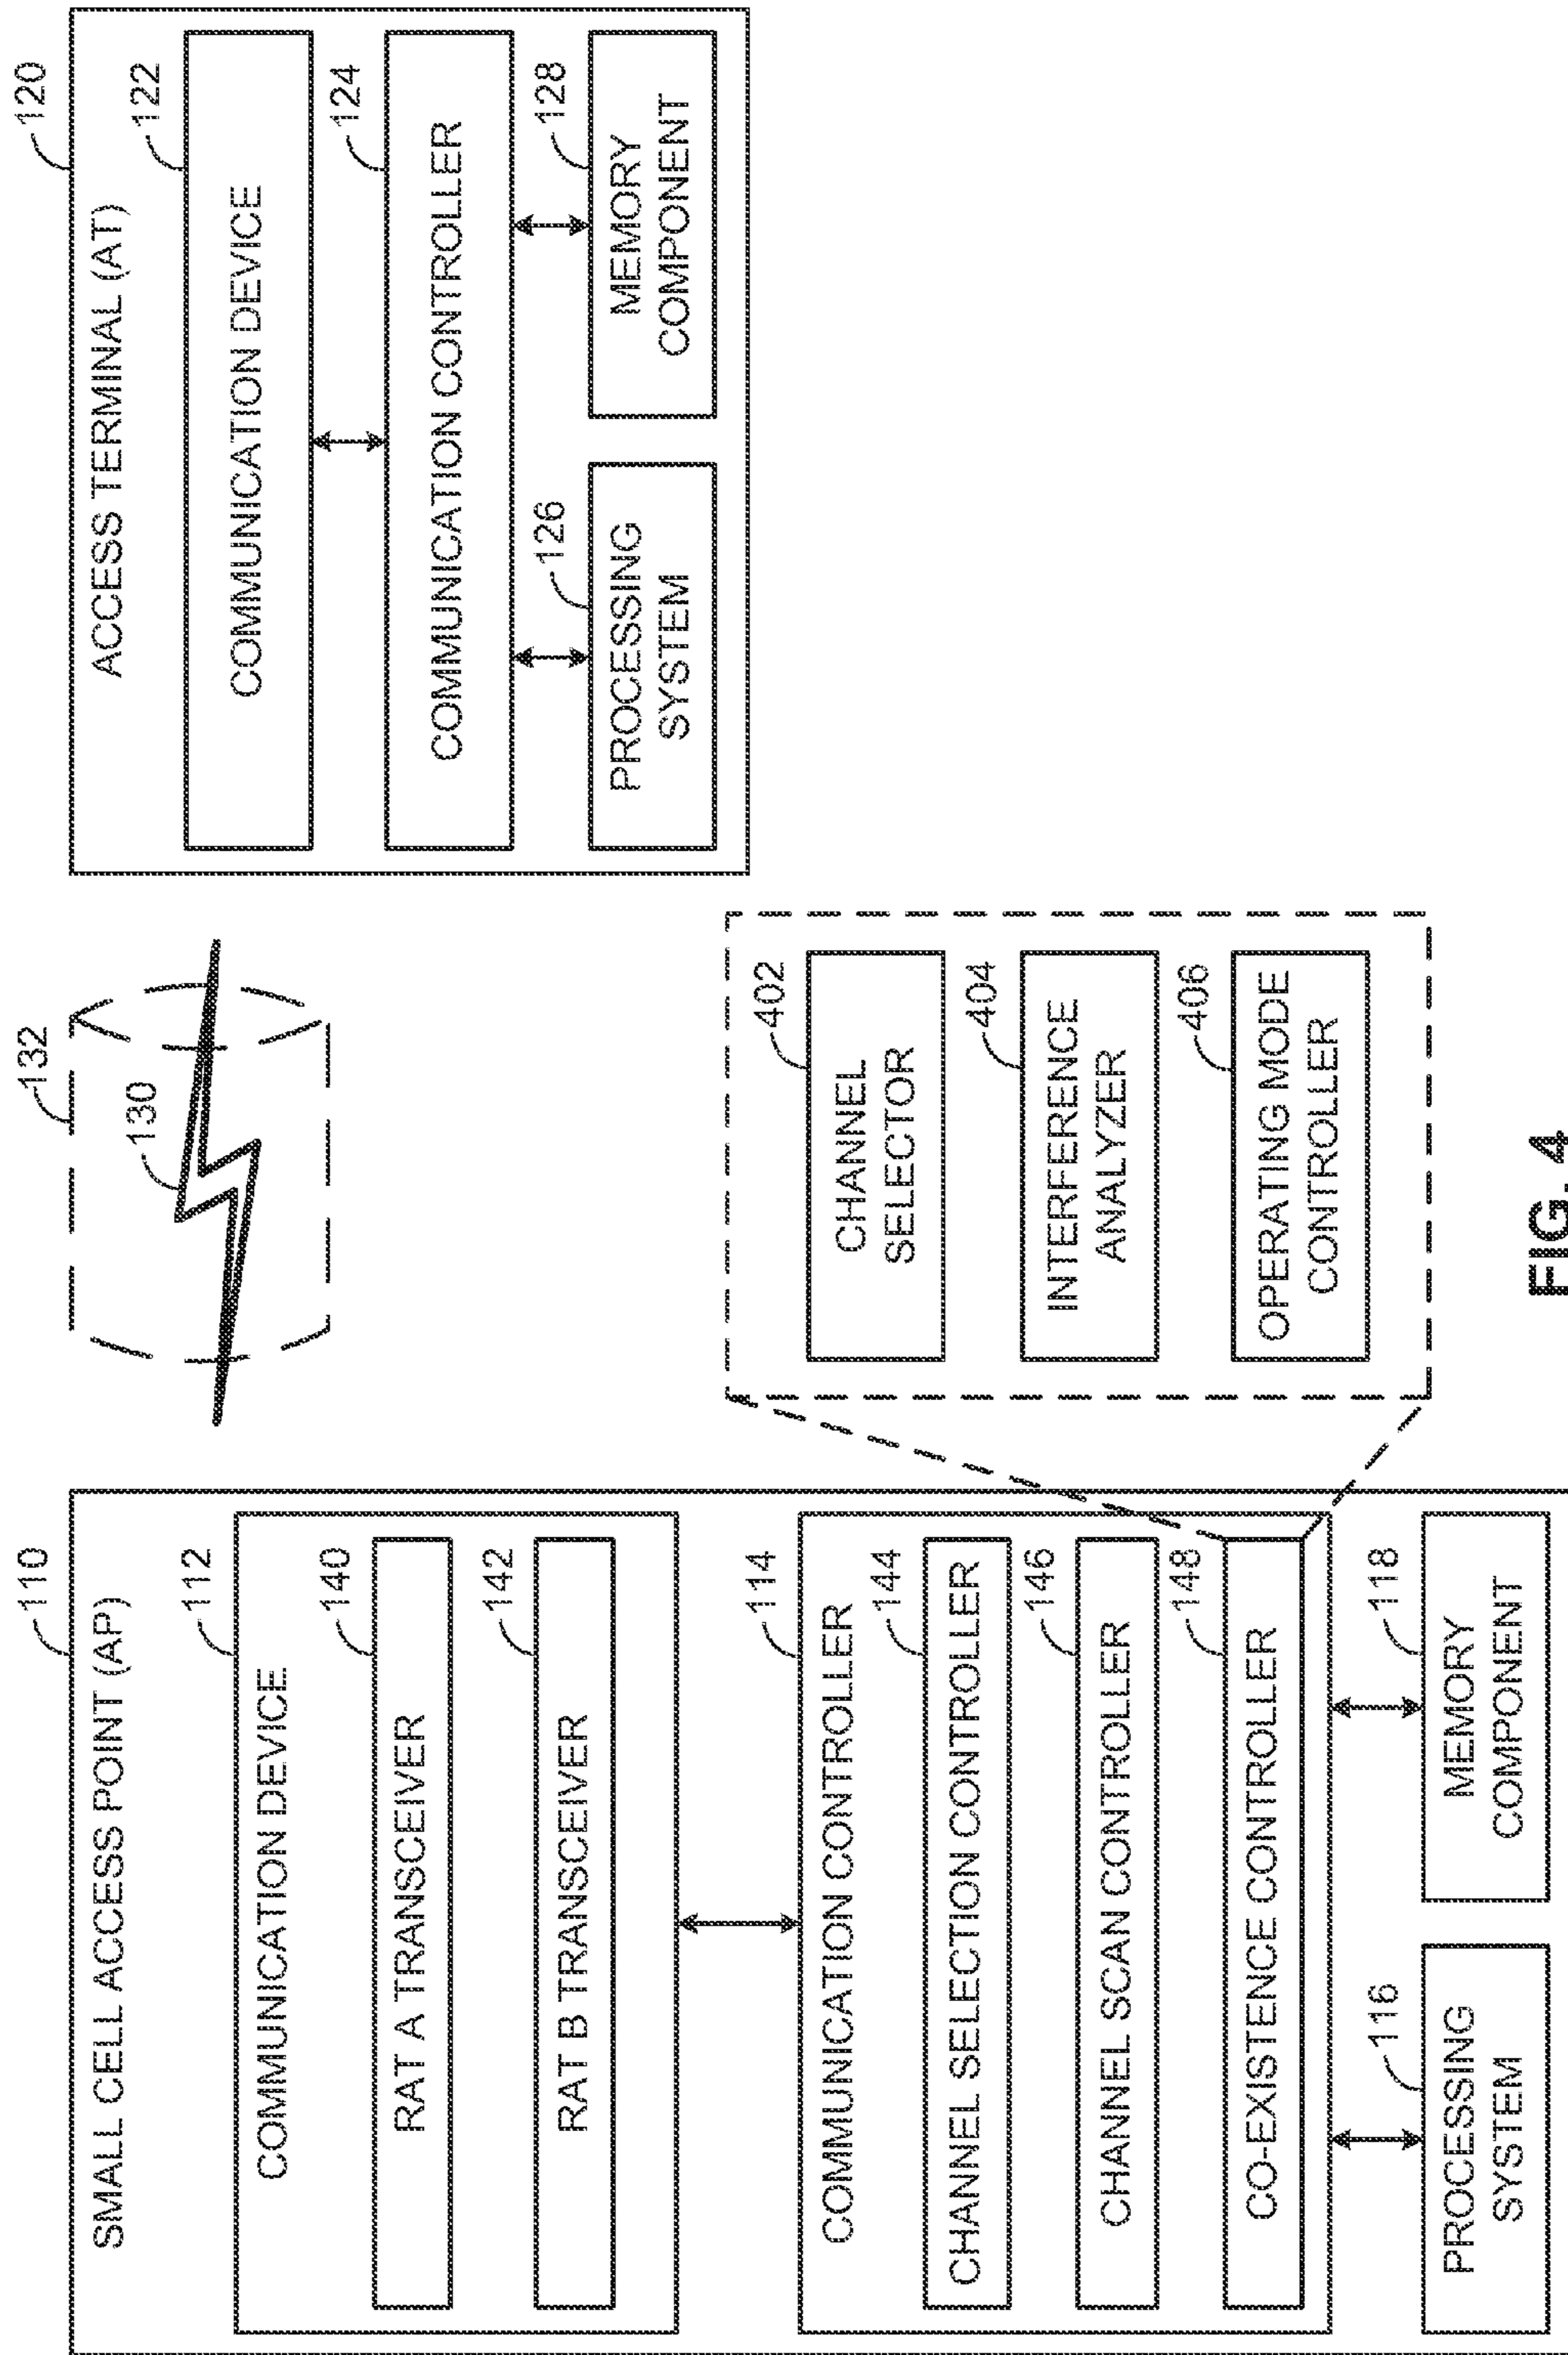 110
SMALL CELL ACCESS POINT (AP)
112
COMMUNICATION DEVICE
140
RAT A TRANSCEIVER
142
RAT B TRANSCEIVER
114
COMMUNICATION CONTROLLER
144
CHANNEL SELECTION CONTROLLER
146
CHANNEL SCAN CONTROLLER
148
CO-EXISTENCE CONTROLLER
116
PROCESSING
SYSTEM
118
MEMORY
COMPONENT
132
130
402
CHANNEL
SELECTOR
404
INTERFERENCE
ANALYZER
406
OPERATING MODE
CONTROLLER
120
ACCESS TERMINAL (AT)
122
COMMUNICATION DEVICE
124
COMMUNICATION CONTROLLER
126
PROCESSING
SYSTEM
128
MEMORY
COMPONENT
FIG. 4